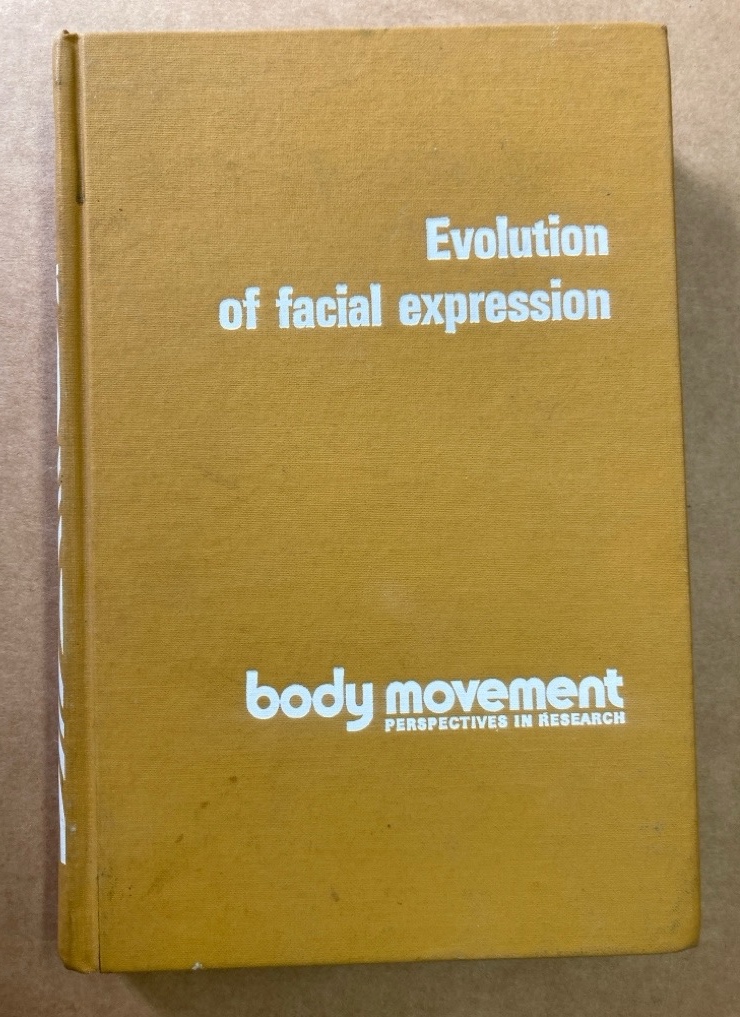 Evolution
of facial expression
body movement
PERSPECTIVES IN RESEARCH